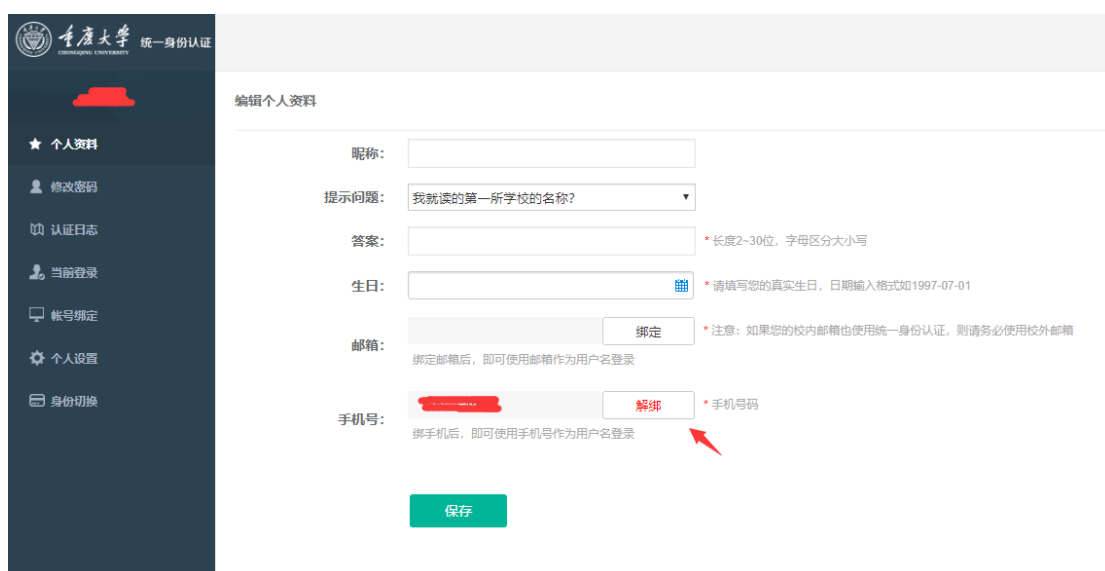 重庆大学 统一身份认证
CHONGQING UNIVERSITY
编辑个人资料
个人资料
修改密码
认证日志
当前登录
帐号绑定
个人设置
身份切换
昵称：
提示问题： 我就读的第一所学校的名称？
答案： * 长度2~30位，字母区分大小写
生日： * 请填写您的真实生日，日期输入格式如1997-07-01
邮箱： 绑定 * 注意：如果您的校内邮箱也使用统一身份认证，则请务必使用校外邮箱
绑定邮箱后，即可使用邮箱作为用户名登录
手机号： 解绑 * 手机号码
绑手机后，即可使用手机号作为用户名登录
保存